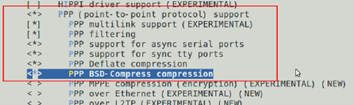 [ ] HIPPI driver support (EXPERIMENTAL)
<*> PPP (point-to-point protocol) support
[*] PPP multilink support (EXPERIMENTAL)
[*] PPP filtering
<*> PPP support for async serial ports
<*> PPP support for sync tty ports
<*> PPP Deflate compression
<*> PPP BSD-Compress compression
< > PPP MPPE compression (encryption) (EXPERIMENTAL) (NEW)
< > PPP over Ethernet (EXPERIMENTAL) (NEW)
< > PPP over L2TP (EXPERIMENTAL) (NEW)